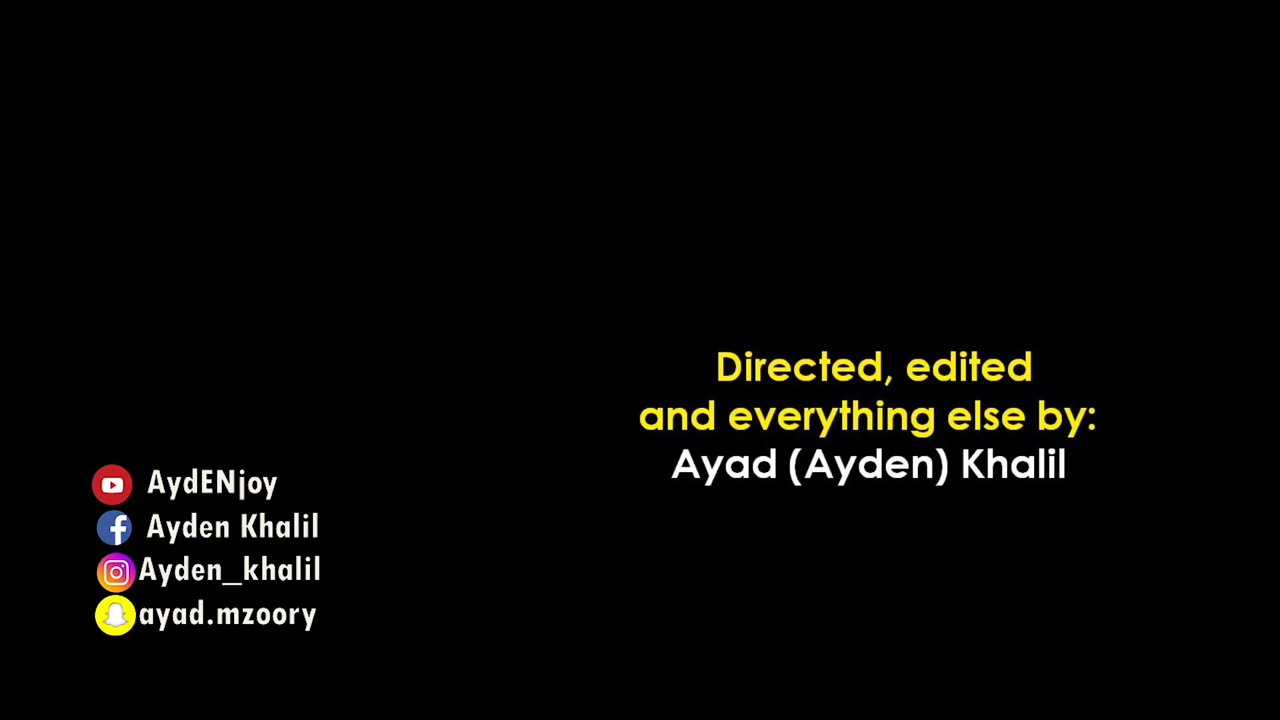 Directed, edited
and everything else by:
Ayad (Ayden) Khalil
AydENjoy
Ayden Khalil
Ayden_khalil
ayad.mzoory